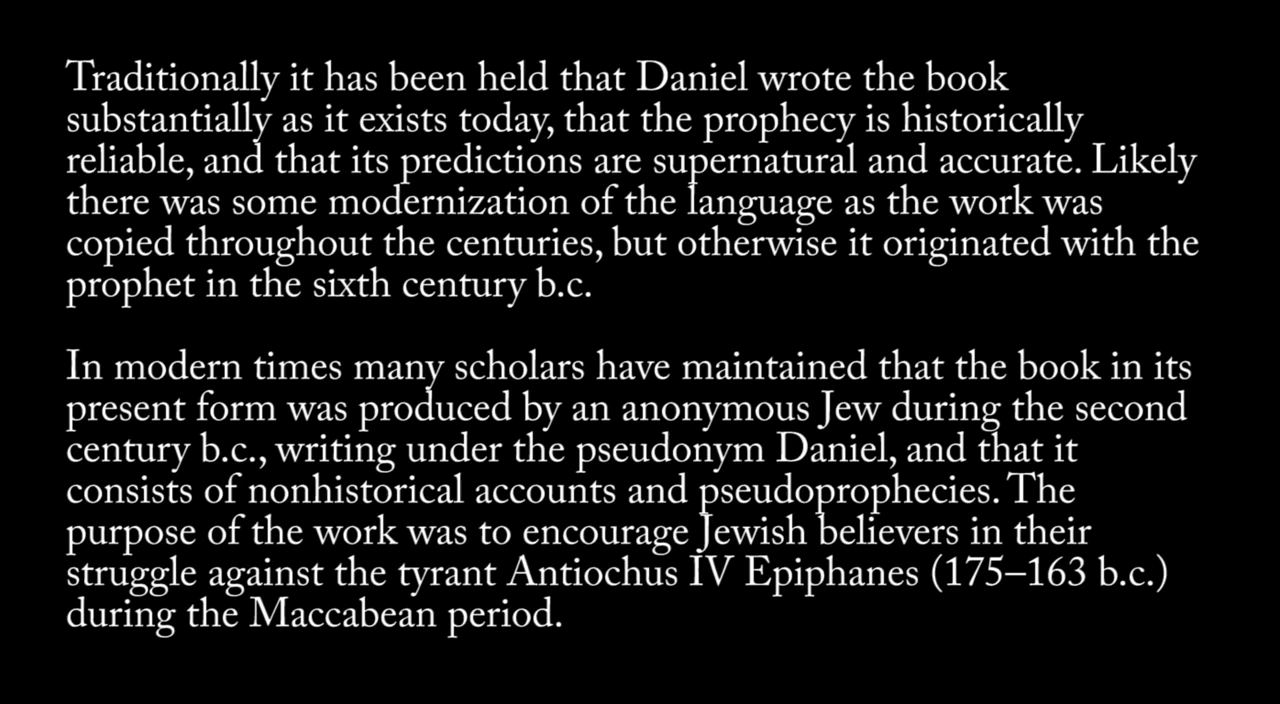 Traditionally it has been held that Daniel wrote the book
substantially as it exists today, that the prophecy is historically
reliable, and that its predictions are supernatural and accurate. Likely
there was some modernization of the language as the work was
copied throughout the centuries, but otherwise it originated with the
prophet in the sixth century b.c.
In modern times many scholars have maintained that the book in its
present form was produced by an anonymous Jew during the second
century b.c., writing under the pseudonym Daniel, and that it
consists of nonhistorical accounts and pseudoprophecies. The
purpose of the work was to encourage Jewish believers in their
struggle against the tyrant Antiochus IV Epiphanes (175–163 b.c.)
during the Maccabean period.